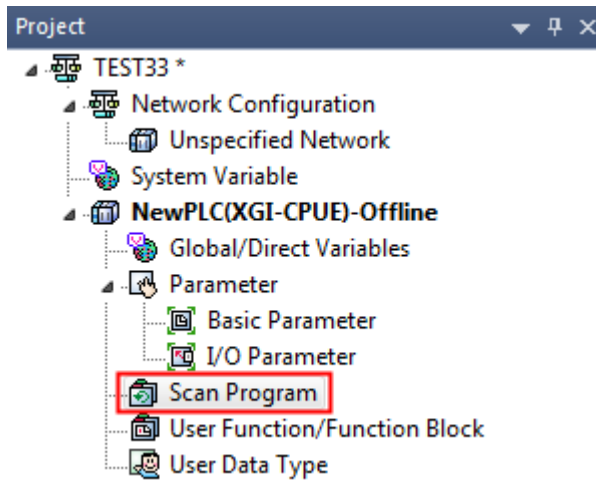 Project
TEST33 *
Network Configuration
Unspecified Network
System Variable
NewPLC(XGI-CPUE)-Offline
Global/Direct Variables
Parameter
Basic Parameter
I/O Parameter
Scan Program
User Function/Function Block
User Data Type